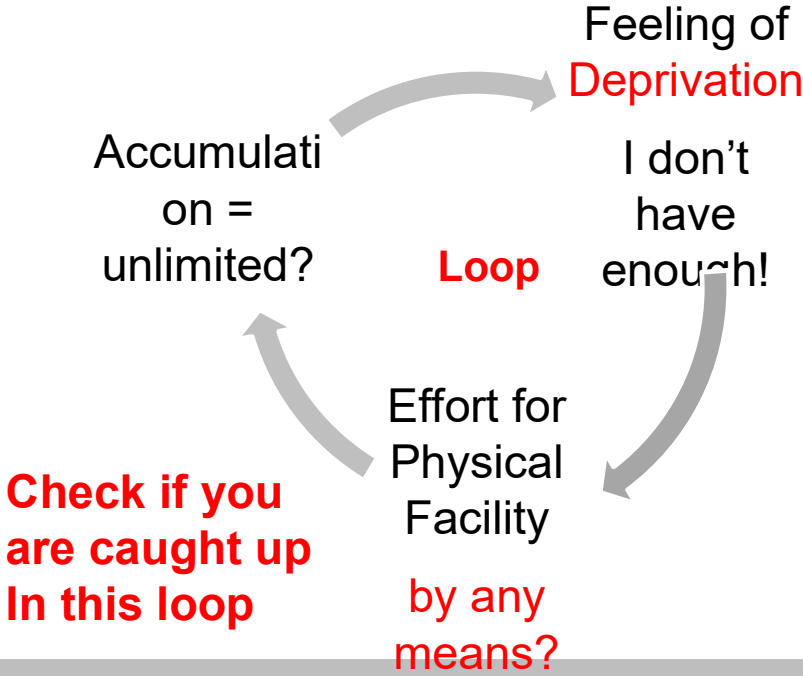 Feeling of
Deprivation
I don’t
have
enough!
Accumulati
on =
unlimited?
Loop
Effort for
Physical
Facility
by any
means?
Check if you
are caught up
In this loop